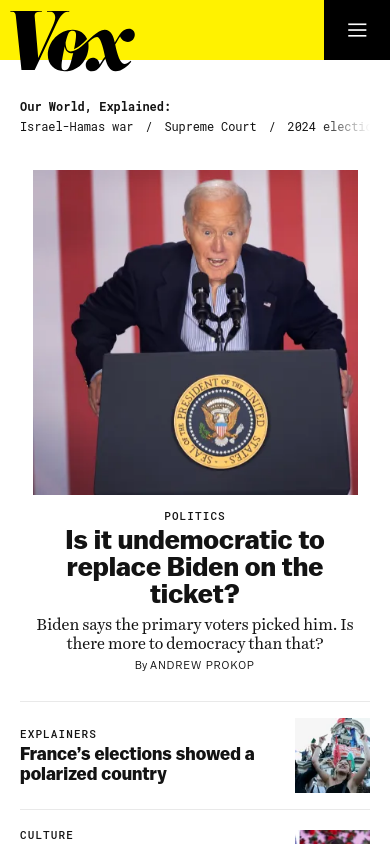 Vox
Our World, Explained:
Israel-Hamas war / Supreme Court / 2024 electi
SEAL OF THE PRESIDENT OF THE UNITED STATES
POLITICS
Is it undemocratic to
replace Biden on the
ticket?
Biden says the primary voters picked him. Is
there more to democracy than that?
By ANDREW PROKOP
EXPLAINERS
France’s elections showed a
polarized country
CULTURE